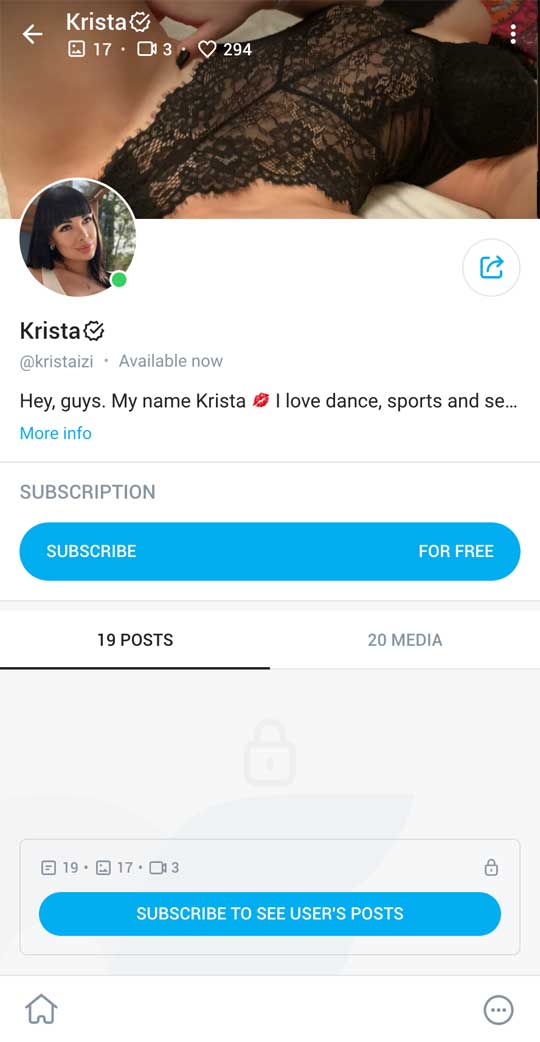 Krista
17 · 3 · 294
Krista
@kristaizi · Available now
Hey, guys. My name Krista 💋 I love dance, sports and se...
More info
SUBSCRIPTION
SUBSCRIBE FOR FREE
19 POSTS 20 MEDIA
19 · 17 · 3
SUBSCRIBE TO SEE USER'S POSTS